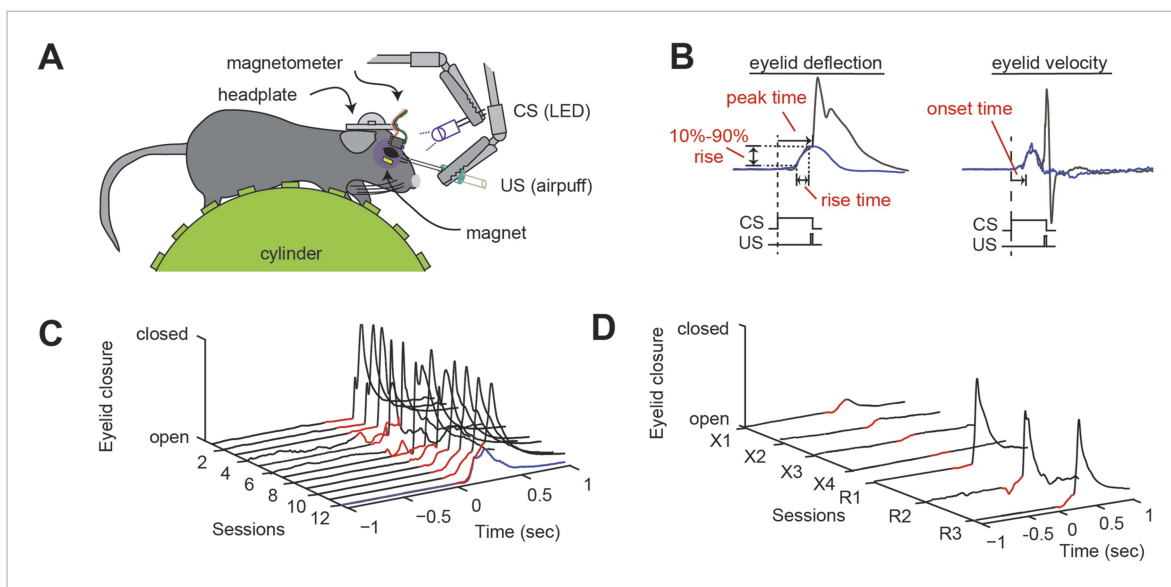 A
magnetometer
headplate
CS (LED)
US (airpuff)
magnet
cylinder
B
eyelid deflection
peak time
10%-90%
rise
rise time
CS
US
eyelid velocity
onset time
CS
US
C
Eyelid closure
closed
open
2
4
6
8
10
12
Sessions
−1
−0.5
0
0.5
1
Time (sec)
D
Eyelid closure
closed
open
X1
X2
X3
X4
R1
R2
R3
Sessions
−1
-0.5
0
0.5
1
Time (sec)